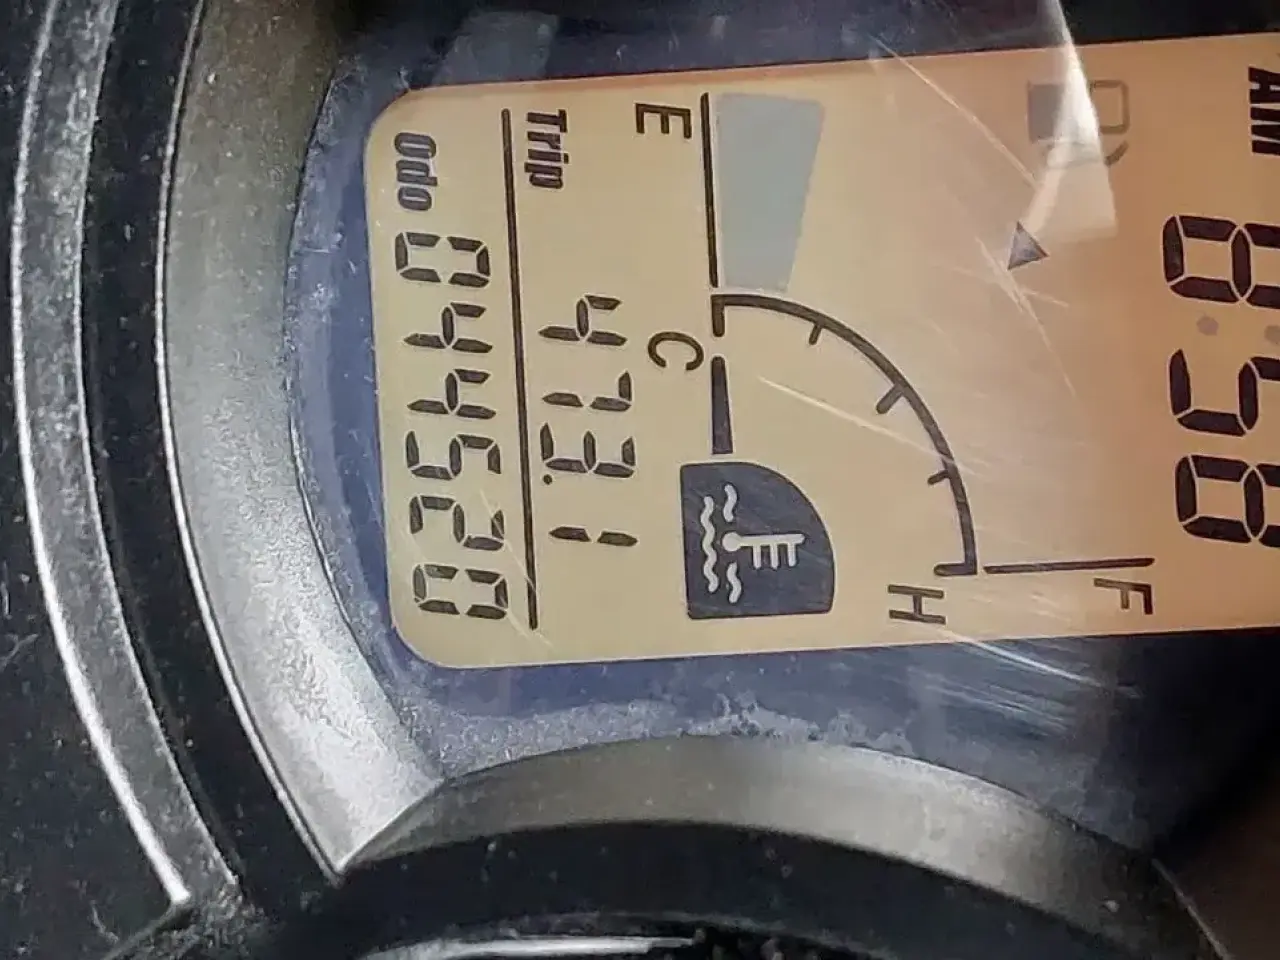 AM 8:58
F
H
E C
Trip 473.1
Odo 044520